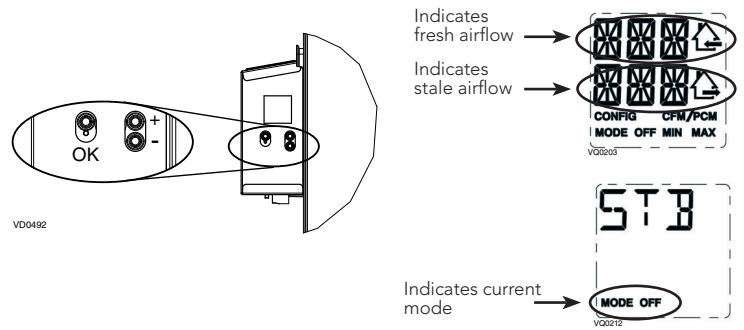 OK
+
-
VD0492
Indicates
fresh airflow
Indicates
stale airflow
CONFIG CFM/PCM
MODE OFF MIN MAX
VQ0203
STB
Indicates current
mode
MODE OFF
VQ0212